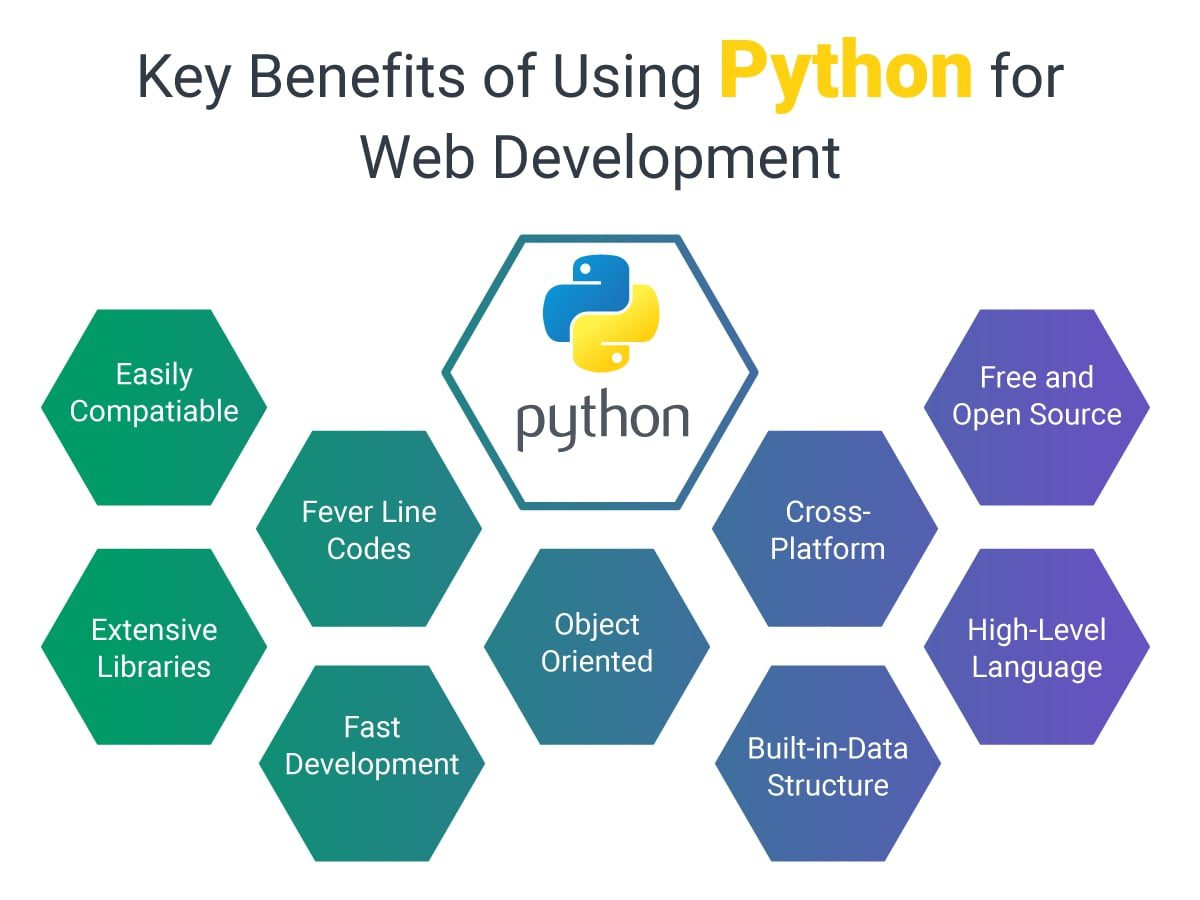 Key Benefits of Using Python for
Web Development
python
Easily
Compatiable
Free and
Open Source
Fever Line
Codes
Cross-
Platform
Extensive
Libraries
Object
Oriented
High-Level
Language
Fast
Development
Built-in-Data
Structure